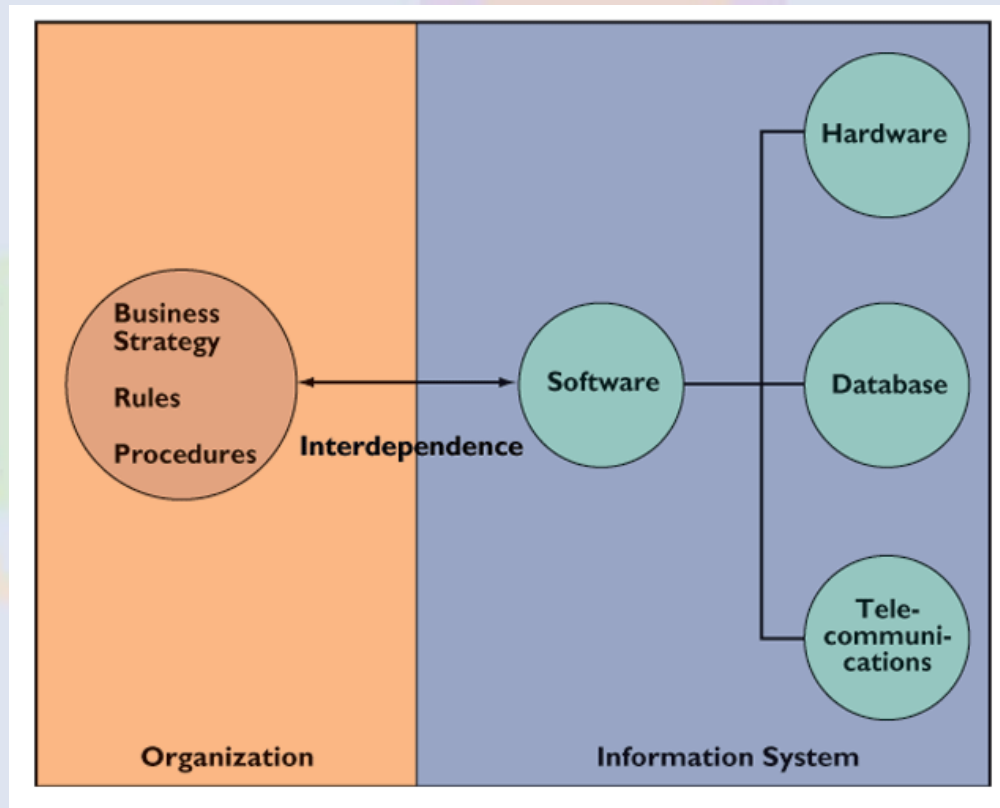 Business
Strategy
Rules
Procedures
Interdependence
Software
Hardware
Database
Tele-
communi-
cations
Organization
Information System